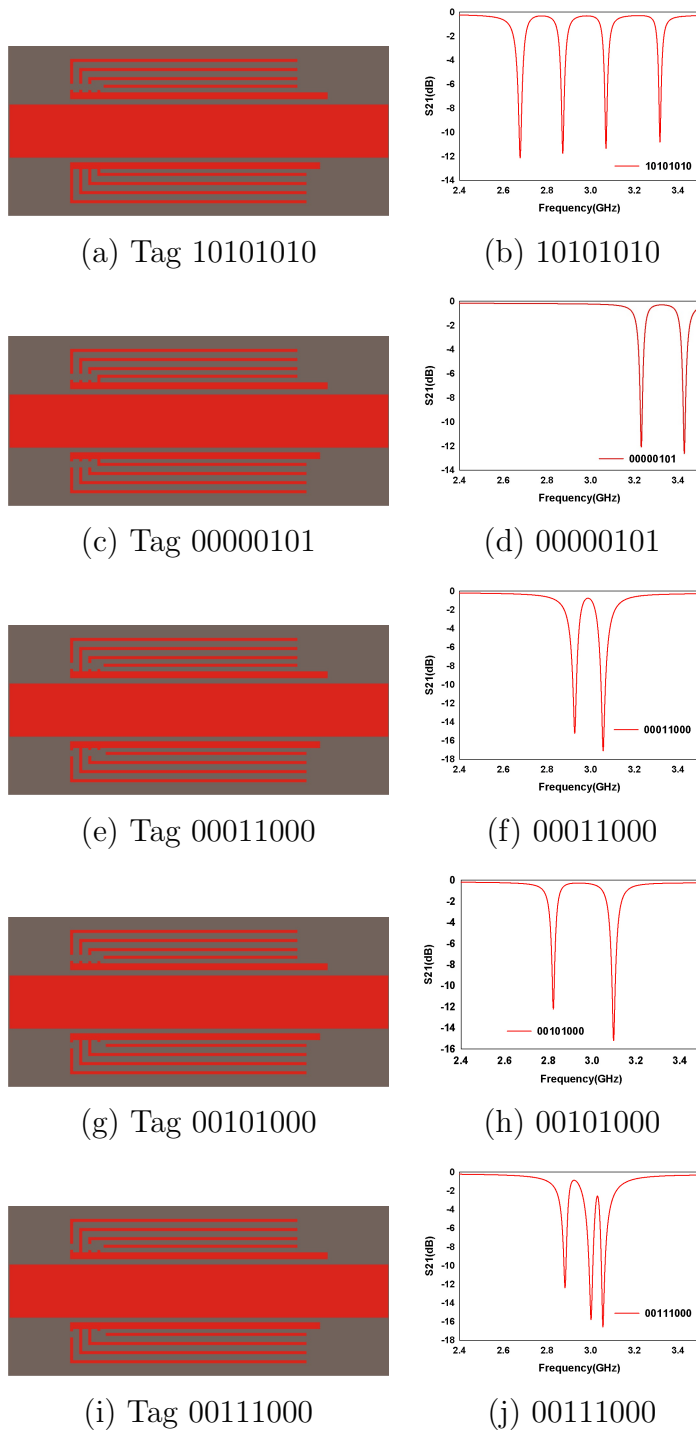 0
-2
-4
-6
-8
-10
-12
-14
S21(dB)
10101010
2.4 2.6 2.8 3.0 3.2 3.4
Frequency(GHz)
(a) Tag 10101010 (b) 10101010
0
-2
-4
-6
-8
-10
-12
-14
S21(dB)
00000101
2.4 2.6 2.8 3.0 3.2 3.4
Frequency(GHz)
(c) Tag 00000101 (d) 00000101
0
-2
-4
-6
-8
-10
-12
-14
-16
-18
S21(dB)
00011000
2.4 2.6 2.8 3.0 3.2 3.4
Frequency(GHz)
(e) Tag 00011000 (f) 00011000
0
-2
-4
-6
-8
-10
-12
-14
-16
S21(dB)
00101000
2.4 2.6 2.8 3.0 3.2 3.4
Frequency(GHz)
(g) Tag 00101000 (h) 00101000
0
-2
-4
-6
-8
-10
-12
-14
-16
-18
S21(dB)
00111000
2.4 2.6 2.8 3.0 3.2 3.4
Frequency(GHz)
(i) Tag 00111000 (j) 00111000